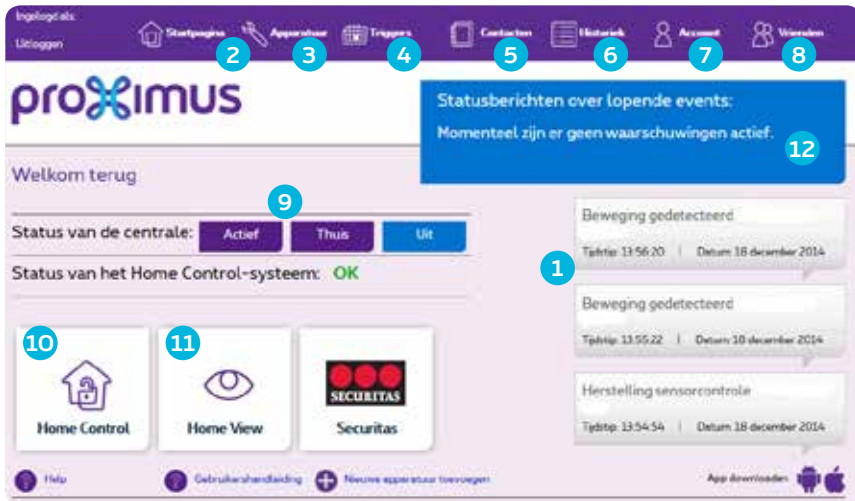 Ingelogd als:
Uitloggen
Startpagina
2
Apparatuur
3
Triggers
4
Contacten
5
Historiek
6
Account
7
Vrienden
8
proximus
Statusberichten over lopende events:
Momenteel zijn er geen waarschuwingen actief.
12
Welkom terug
9
Status van de centrale:
Actief
Thuis
Uit
Status van het Home Control-systeem: OK
1
Beweging gedetecteerd
Tijdstip: 13:56:20 | Datum: 18 december 2014
Beweging gedetecteerd
Tijdstip: 13:55:22 | Datum: 18 december 2014
Herstelling sensorcontrole
Tijdstip: 13:54:54 | Datum: 18 december 2014
10
Home Control
11
Home View
SECURITAS
Securitas
Help
Gebruikershandleiding
Nieuwe apparatuur toevoegen
App downloaden